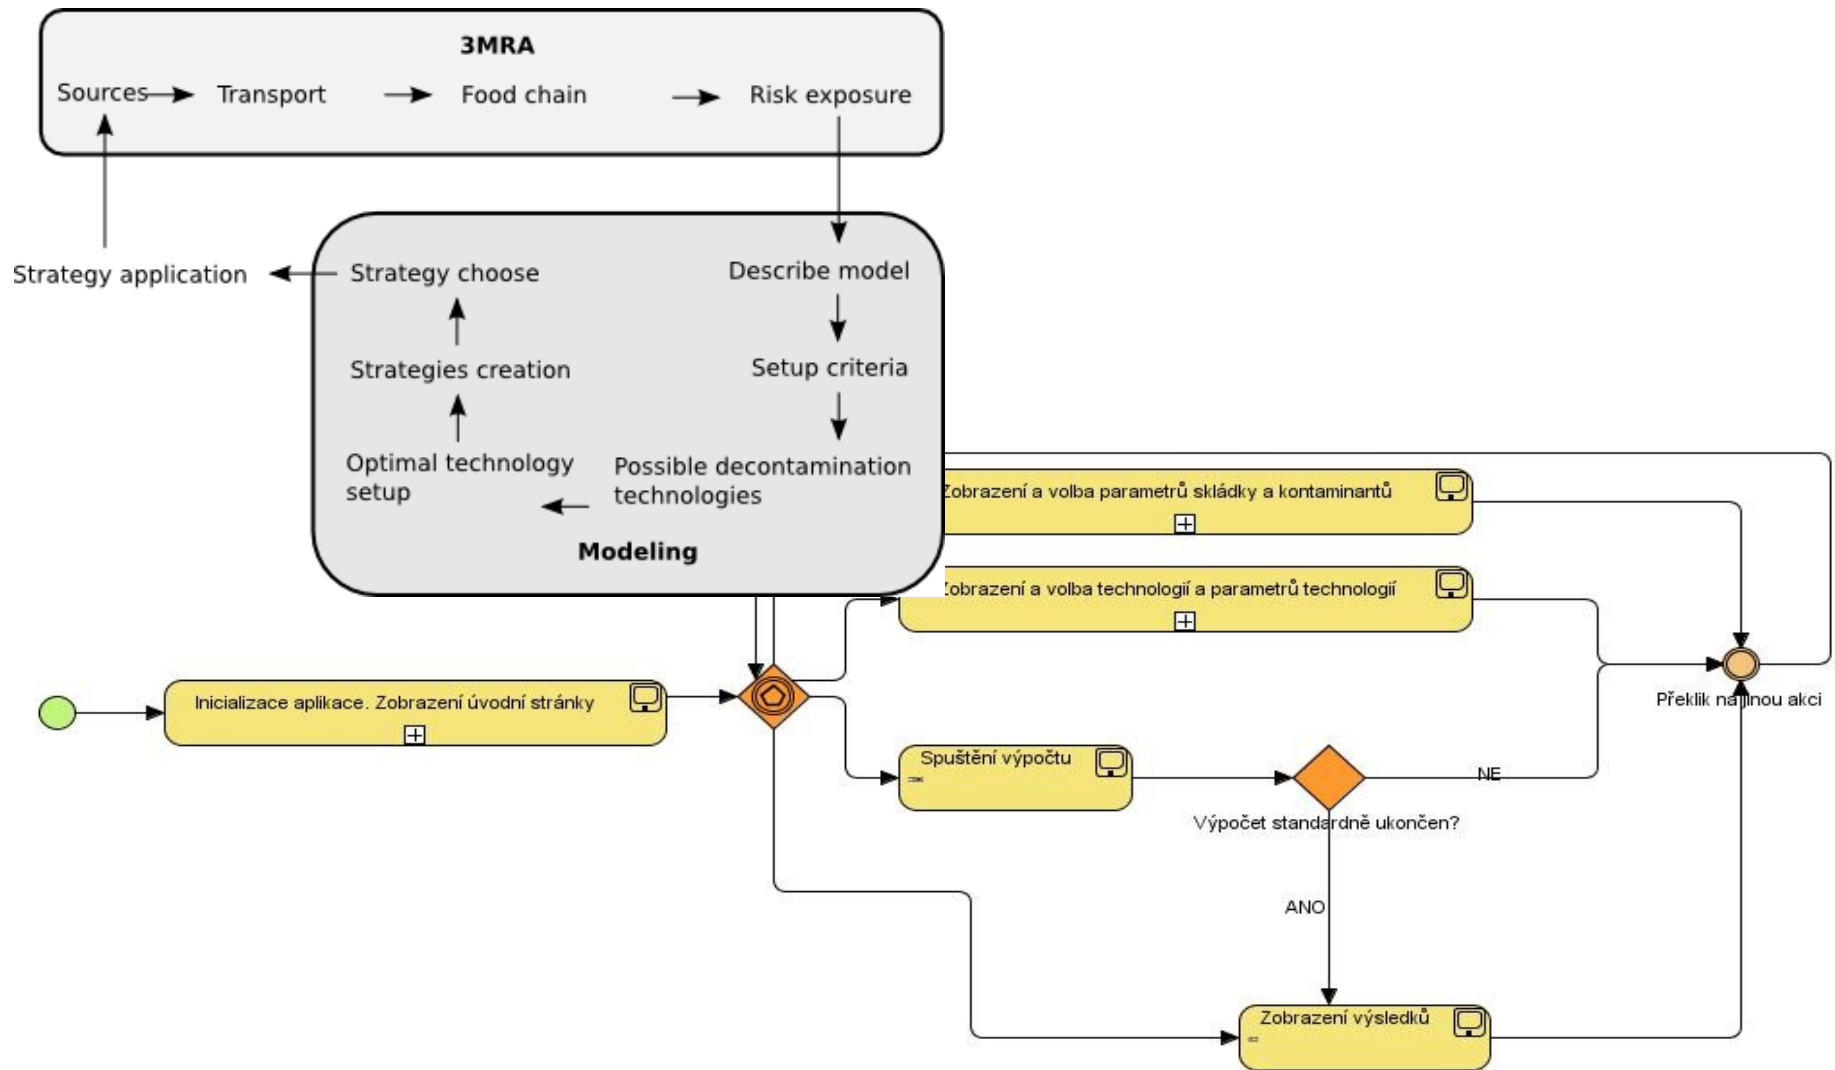 3MRA
Sources
Transport
Food chain
Risk exposure
Strategy application
Strategy choose
Describe model
Strategies creation
Setup criteria
Optimal technology
setup
Possible decontamination
technologies
Modeling
Zobrazení a volba parametrů skládky a kontaminantů
Zobrazení a volba technologií a parametrů technologií
Inicializace aplikace. Zobrazení úvodní stránky
Překlik na jinou akci
Spuštění výpočtu
NE
Výpočet standardně ukončen?
ANO
Zobrazení výsledků